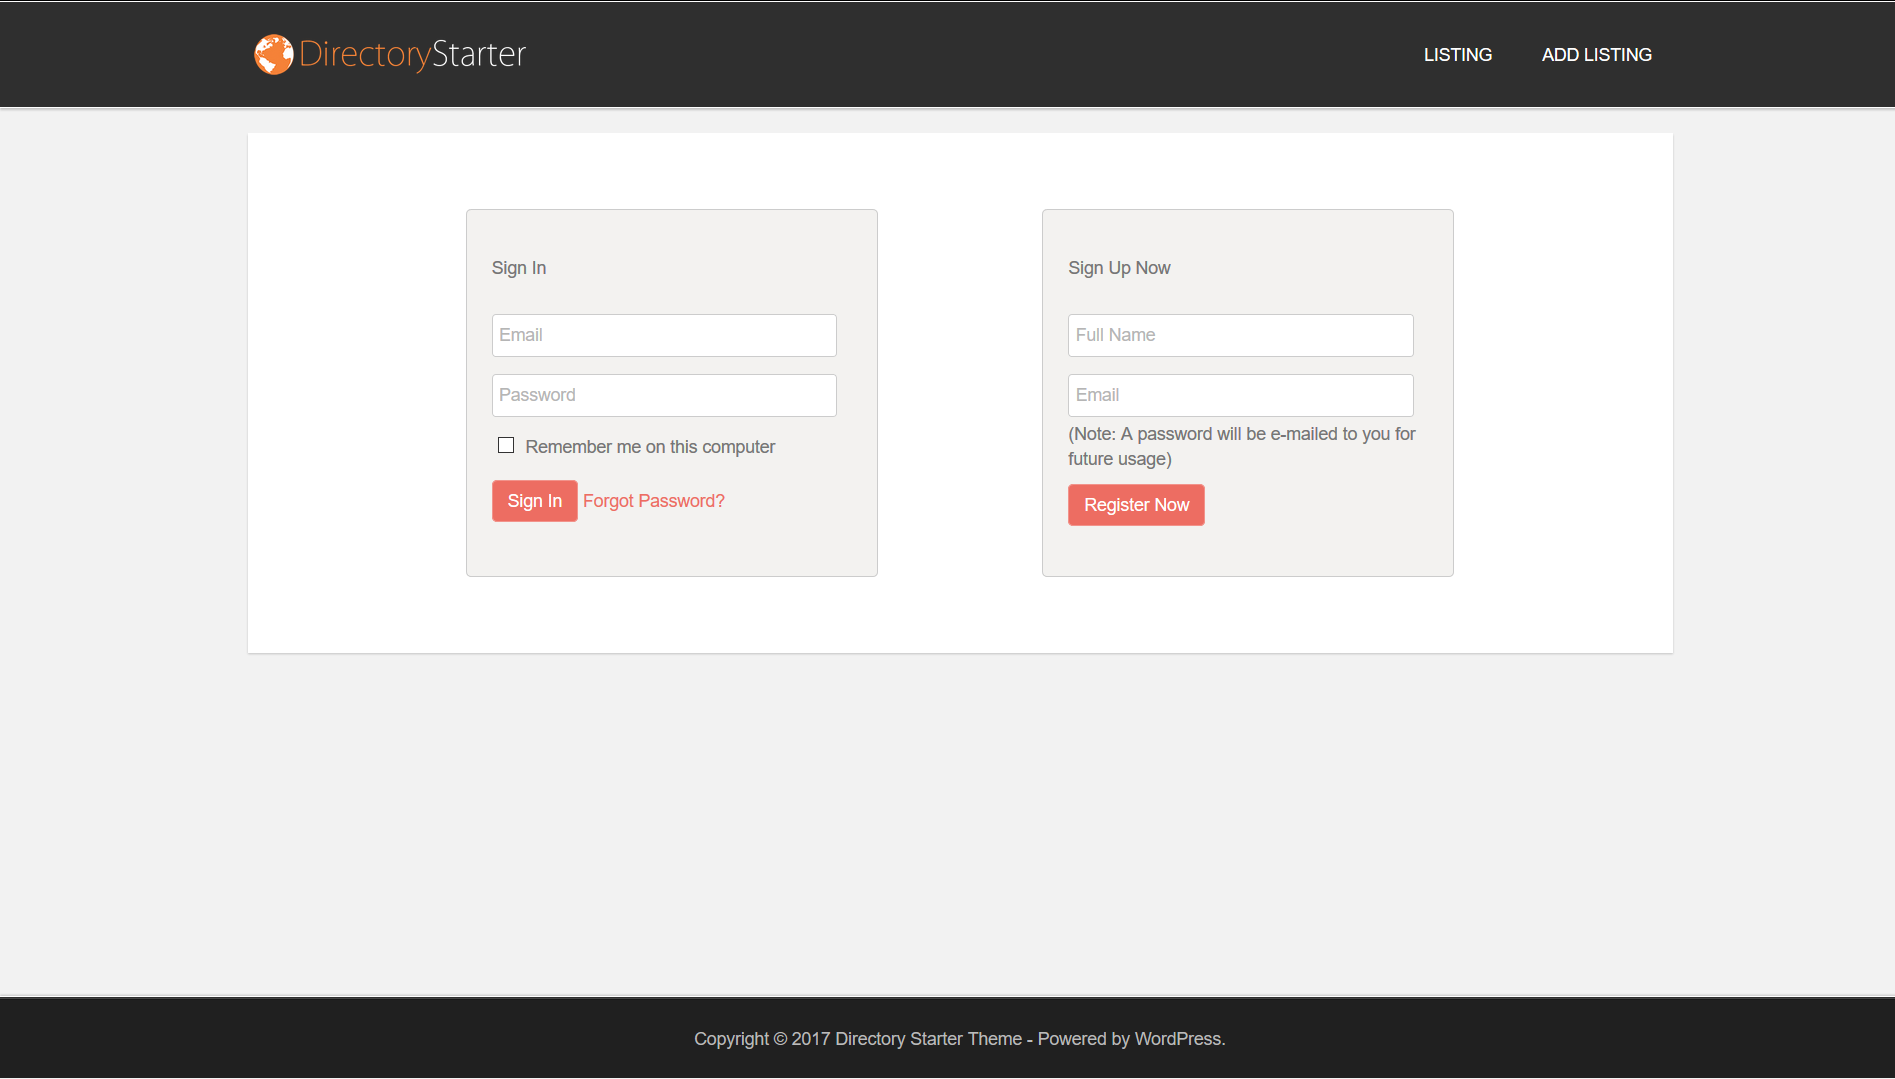 DirectoryStarter
LISTING
ADD LISTING
Sign In
Email
Password
Remember me on this computer
Sign In
Forgot Password?
Sign Up Now
Full Name
Email
(Note: A password will be e-mailed to you for
future usage)
Register Now
Copyright © 2017 Directory Starter Theme - Powered by WordPress.